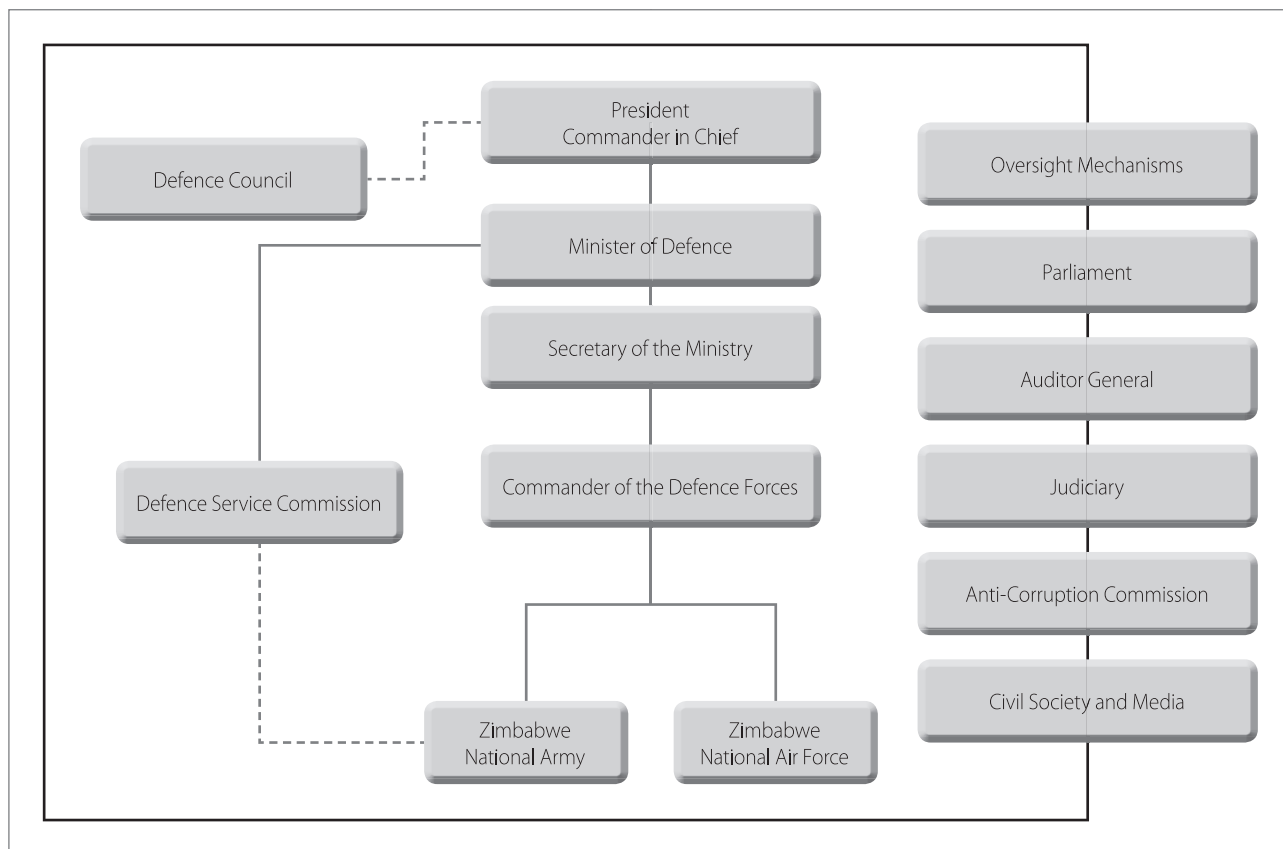 President
Commander in Chief
Defence Council
Minister of Defence
Secretary of the Ministry
Defence Service Commission
Commander of the Defence Forces
Zimbabwe
National Army
Zimbabwe
National Air Force
Oversight Mechanisms
Parliament
Auditor General
Judiciary
Anti-Corruption Commission
Civil Society and Media